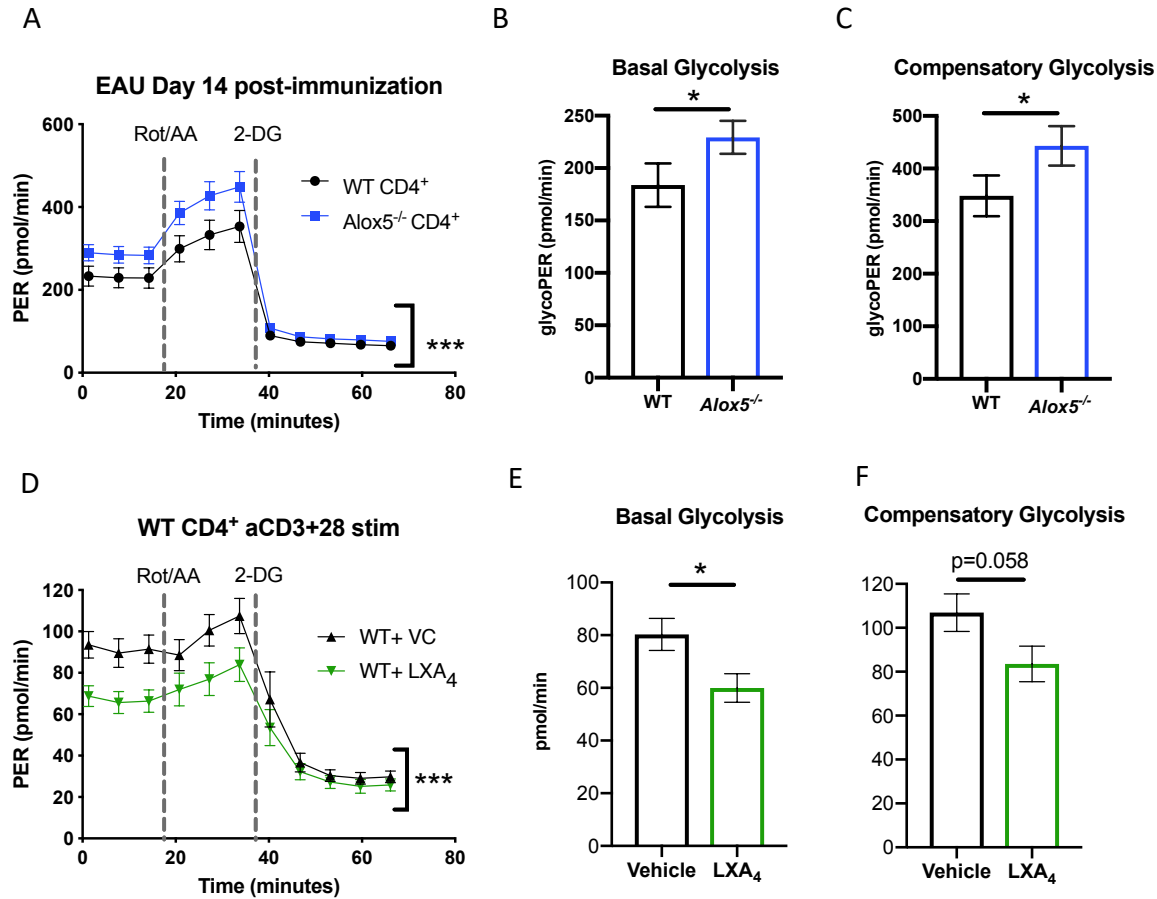 A
EAU Day 14 post-immunization
Rot/AA
2-DG
WT CD4⁺
Alox5⁻/⁻ CD4⁺
PER (pmol/min)
600
400
200
0
0 20 40 60 80
Time (minutes)
***
B
Basal Glycolysis
*
glycoPER (pmol/min)
250
200
150
100
50
0
WT
Alox5⁻/⁻
C
Compensatory Glycolysis
*
glycoPER (pmol/min)
500
400
300
200
100
0
WT
Alox5⁻/⁻
D
WT CD4⁺ aCD3+28 stim
Rot/AA
2-DG
WT+ VC
WT+ LXA₄
PER (pmol/min)
120
100
80
60
40
20
0
0 20 40 60 80
Time (minutes)
***
E
Basal Glycolysis
*
pmol/min
100
80
60
40
20
0
Vehicle
LXA₄
F
Compensatory Glycolysis
p=0.058
120
100
80
60
40
20
0
Vehicle
LXA₄